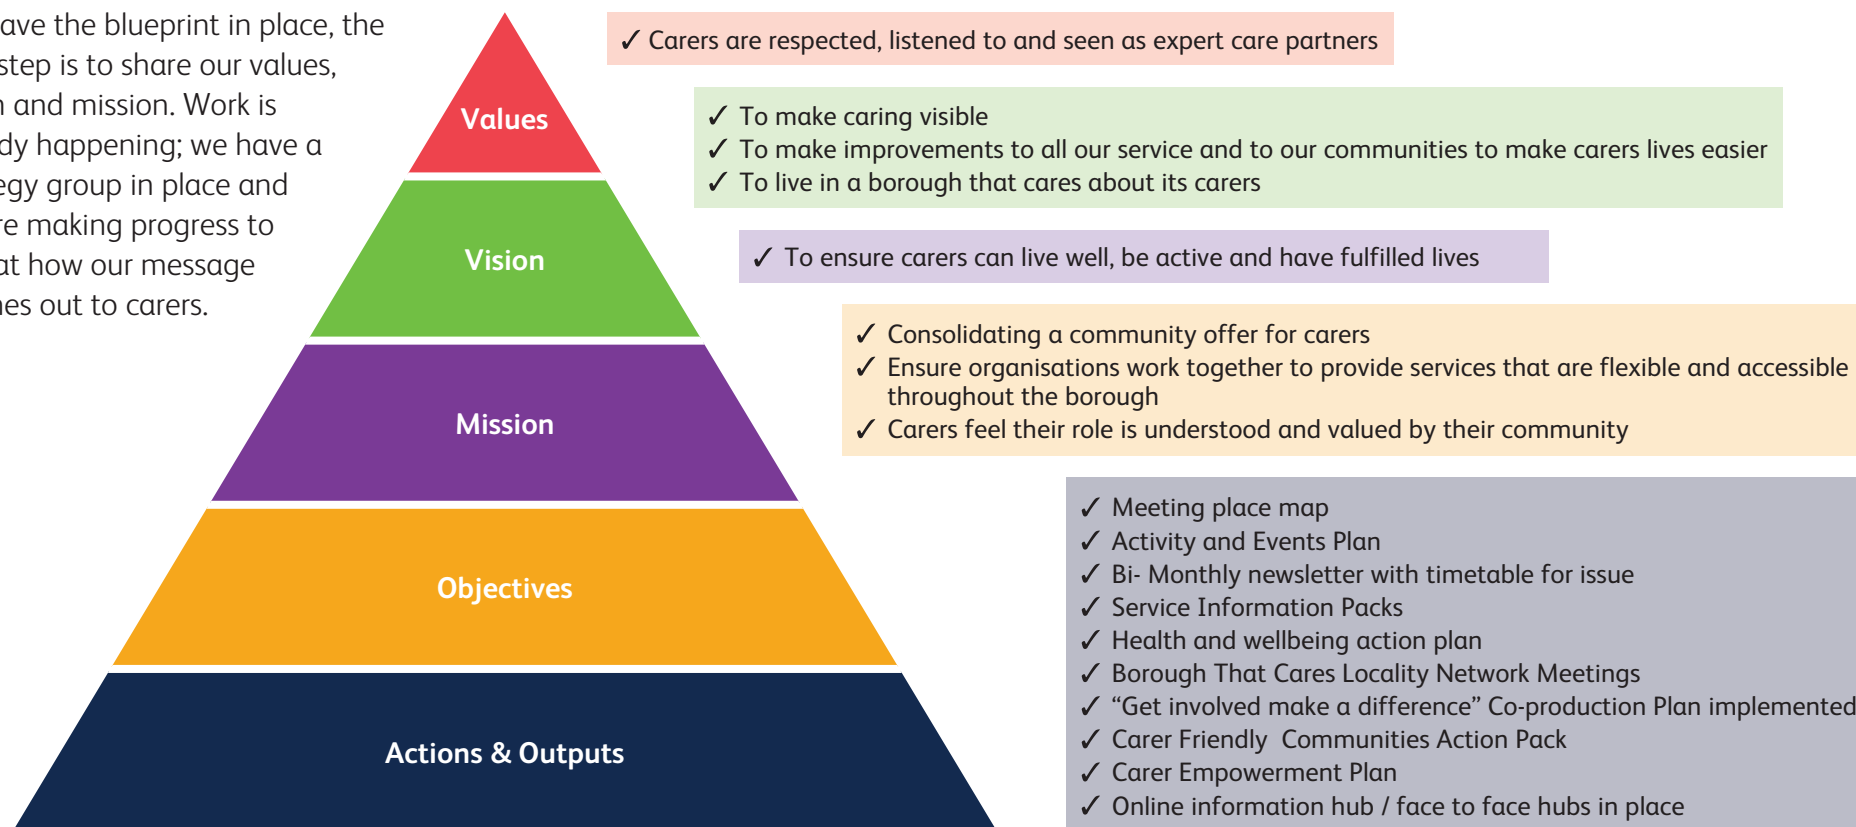 ave the blueprint in place, the
step is to share our values,
n and mission. Work is
dy happening; we have a
egy group in place and
re making progress to
at how our message
nes out to carers.
Values
✓ Carers are respected, listened to and seen as expert care partners
Vision
✓ To make caring visible
✓ To make improvements to all our service and to our communities to make carers lives easier
✓ To live in a borough that cares about its carers
Mission
✓ To ensure carers can live well, be active and have fulfilled lives
Objectives
✓ Consolidating a community offer for carers
✓ Ensure organisations work together to provide services that are flexible and accessible
throughout the borough
✓ Carers feel their role is understood and valued by their community
Actions & Outputs
✓ Meeting place map
✓ Activity and Events Plan
✓ Bi- Monthly newsletter with timetable for issue
✓ Service Information Packs
✓ Health and wellbeing action plan
✓ Borough That Cares Locality Network Meetings
✓ “Get involved make a difference” Co-production Plan implemented
✓ Carer Friendly  Communities Action Pack
✓ Carer Empowerment Plan
✓ Online information hub / face to face hubs in place